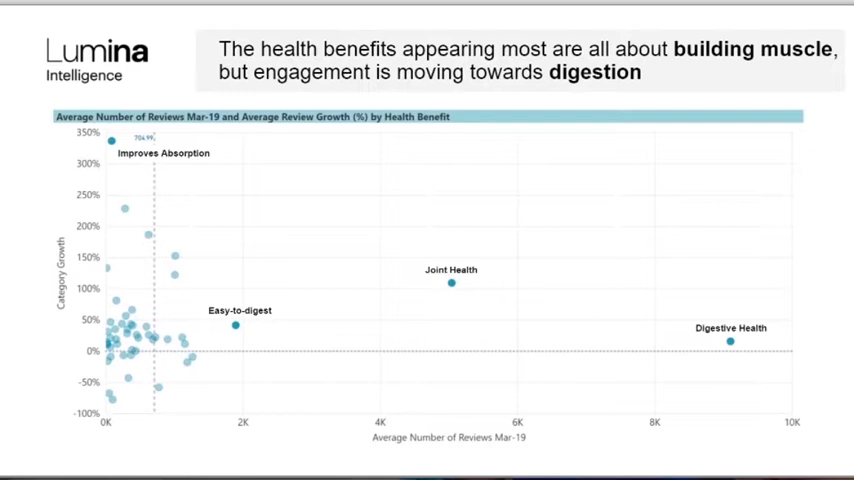 Lumina
Intelligence
The health benefits appearing most are all about building muscle,
but engagement is moving towards digestion
Average Number of Reviews Mar-19 and Average Review Growth (%) by Health Benefit
350%
704.99
Improves Absorption
300%
250%
200%
150%
100%
50%
0%
-50%
-100%
Category Growth
Joint Health
Easy-to-digest
Digestive Health
0K
2K
4K
6K
8K
10K
Average Number of Reviews Mar-19